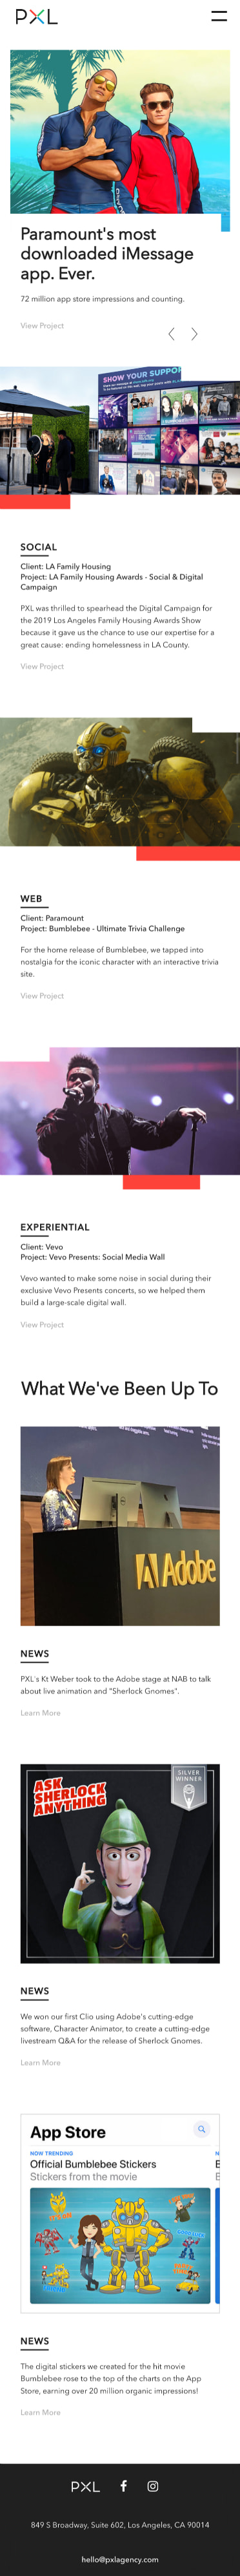 PXL
Paramount's most
downloaded iMessage
app. Ever.
72 million app store impressions and counting.
View Project
SHOW YOUR SUPPORT
SOCIAL
Client: LA Family Housing
Project: LA Family Housing Awards - Social & Digital
Campaign
PXL was thrilled to spearhead the Digital Campaign for
the 2019 Los Angeles Family Housing Awards Show
because it gave us the chance to use our expertise for a
great cause: ending homelessness in LA County.
View Project
WEB
Client: Paramount
Project: Bumblebee - Ultimate Trivia Challenge
For the home release of Bumblebee, we tapped into
nostalgia for the iconic character with an interactive trivia
site.
View Project
EXPERIENTIAL
Client: Vevo
Project: Vevo Presents: Social Media Wall
Vevo wanted to make some noise in social during their
exclusive Vevo Presents concerts, so we helped them
build a large-scale digital wall.
View Project
What We've Been Up To
Adobe
NEWS
PXL's Kt Weber took to the Adobe stage at NAB to talk
about live animation and "Sherlock Gnomes".
Learn More
SILVER
WINNER
ASK
SHERLOCK
ANYTHING
NEWS
We won our first Clio using Adobe's cutting-edge
software, Character Animator, to create a cutting-edge
livestream Q&A for the release of Sherlock Gnomes.
Learn More
App Store
NOW TRENDING
Official Bumblebee Stickers
Stickers from the movie
NEWS
The digital stickers we created for the hit movie
Bumblebee rose to the top of the charts on the App
Store, earning over 20 million organic impressions!
Learn More
PXL
849 S Broadway, Suite 602, Los Angeles, CA 90014
hello@pxlagency.com